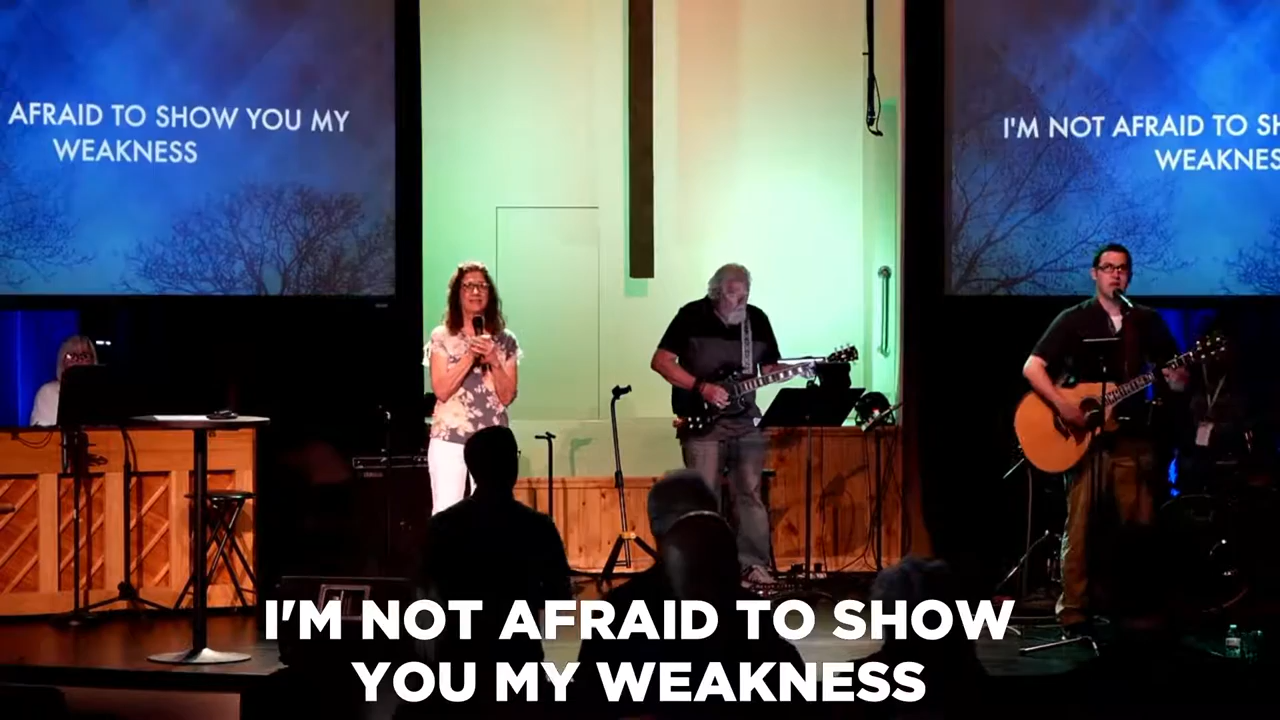 AFRAID TO SHOW YOU MY
WEAKNESS
I'M NOT AFRAID TO SH
WEAKNES
I'M NOT AFRAID TO SHOW
YOU MY WEAKNESS